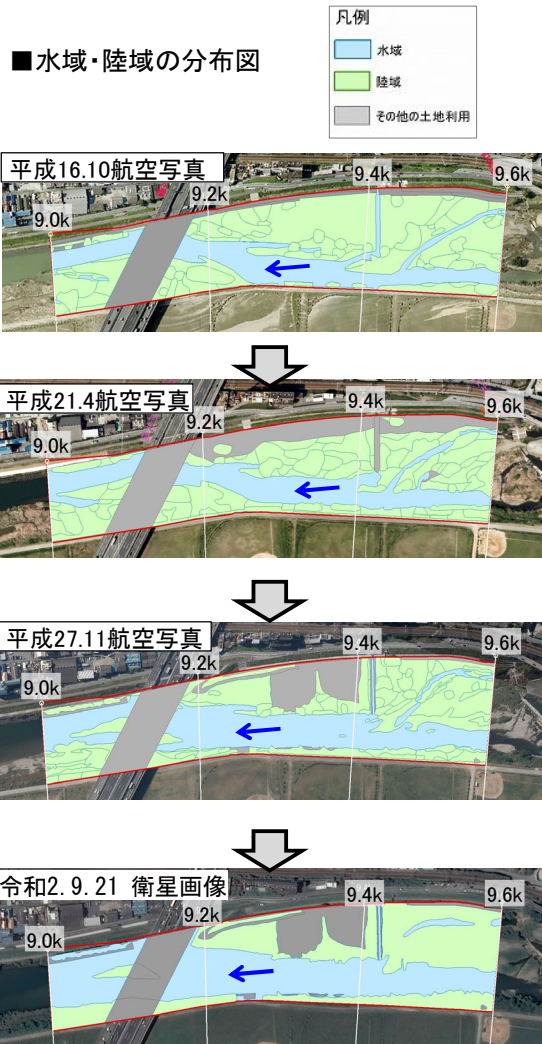 ■水域・陸域の分布図
凡例
水域
陸域
その他の土地利用
平成16.10航空写真
9.0k
9.2k
9.4k
9.6k
平成21.4航空写真
9.0k
9.2k
9.4k
9.6k
平成27.11航空写真
9.0k
9.2k
9.4k
9.6k
令和2.9.21 衛星画像
9.0k
9.2k
9.4k
9.6k